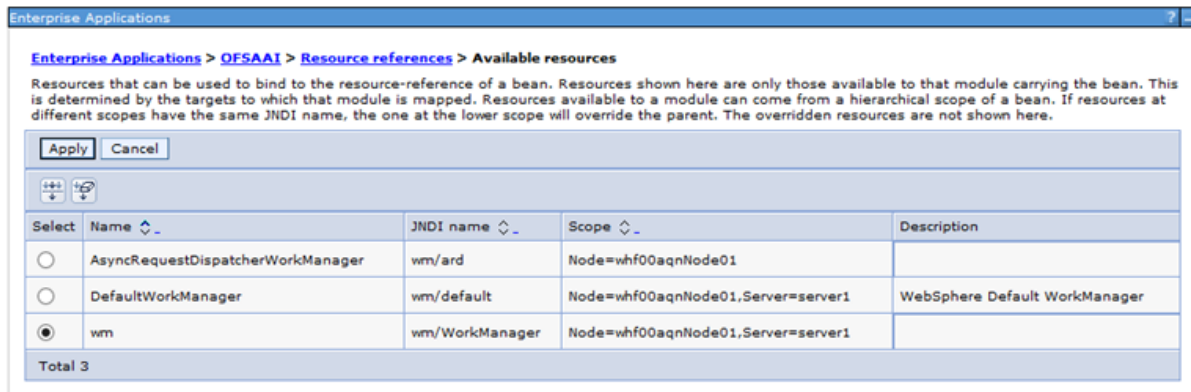 Enterprise Applications ? -
Enterprise Applications > OFSAAI > Resource references > Available resources
Resources that can be used to bind to the resource-reference of a bean. Resources shown here are only those available to that module carrying the bean. This
is determined by the targets to which that module is mapped. Resources available to a module can come from a hierarchical scope of a bean. If resources at
different scopes have the same JNDI name, the one at the lower scope will override the parent. The overridden resources are not shown here.
Apply Cancel
Select Name JNDI name Scope Description
AsyncRequestDispatcherWorkManager wm/ard Node=whf00aqnNode01
DefaultWorkManager wm/default Node=whf00aqnNode01,Server=server1 WebSphere Default WorkManager
wm wm/WorkManager Node=whf00aqnNode01,Server=server1
Total 3